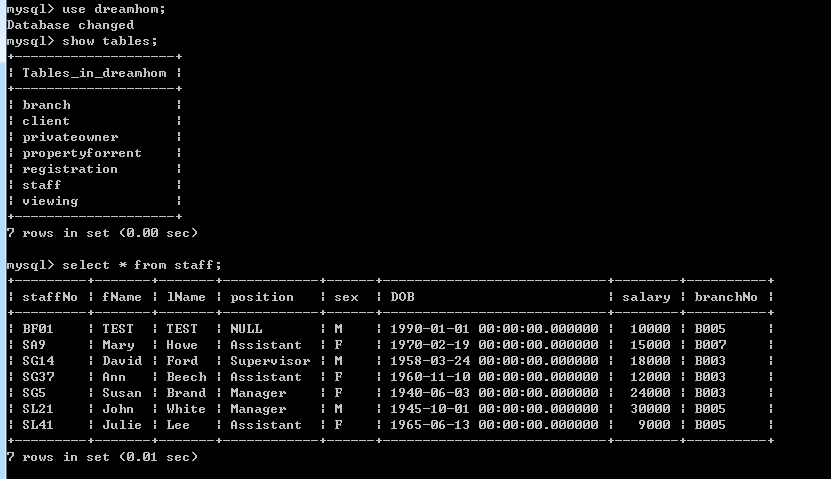 mysql> use dreamhom;
Database changed
mysql> show tables;
+--------------------+
¦ Tables_in_dreamhom ¦
+--------------------+
¦ branch             ¦
¦ client             ¦
¦ privateowner       ¦
¦ propertyforrent    ¦
¦ registration       ¦
¦ staff              ¦
¦ viewing            ¦
+--------------------+
7 rows in set (0.00 sec)

mysql> select * from staff;
+---------+-------+-------+------------+------+----------------------------+--------+----------+
¦ staffNo ¦ fName ¦ lName ¦ position   ¦ sex  ¦ DOB                        ¦ salary ¦ branchNo ¦
+---------+-------+-------+------------+------+----------------------------+--------+----------+
¦ BF01    ¦ TEST  ¦ TEST  ¦ NULL       ¦ M    ¦ 1990-01-01 00:00:00.000000 ¦  10000 ¦ B005     ¦
¦ SA9     ¦ Mary  ¦ Howe  ¦ Assistant  ¦ F    ¦ 1970-02-19 00:00:00.000000 ¦  15000 ¦ B007     ¦
¦ SG14    ¦ David ¦ Ford  ¦ Supervisor ¦ M    ¦ 1958-03-24 00:00:00.000000 ¦  18000 ¦ B003     ¦
¦ SG37    ¦ Ann   ¦ Beech ¦ Assistant  ¦ F    ¦ 1960-11-10 00:00:00.000000 ¦  12000 ¦ B003     ¦
¦ SG5     ¦ Susan ¦ Brand ¦ Manager    ¦ F    ¦ 1940-06-03 00:00:00.000000 ¦  24000 ¦ B003     ¦
¦ SL21    ¦ John  ¦ White ¦ Manager    ¦ M    ¦ 1945-10-01 00:00:00.000000 ¦  30000 ¦ B005     ¦
¦ SL41    ¦ Julie ¦ Lee   ¦ Assistant  ¦ F    ¦ 1965-06-13 00:00:00.000000 ¦   9000 ¦ B005     ¦
+---------+-------+-------+------------+------+----------------------------+--------+----------+
7 rows in set (0.01 sec)